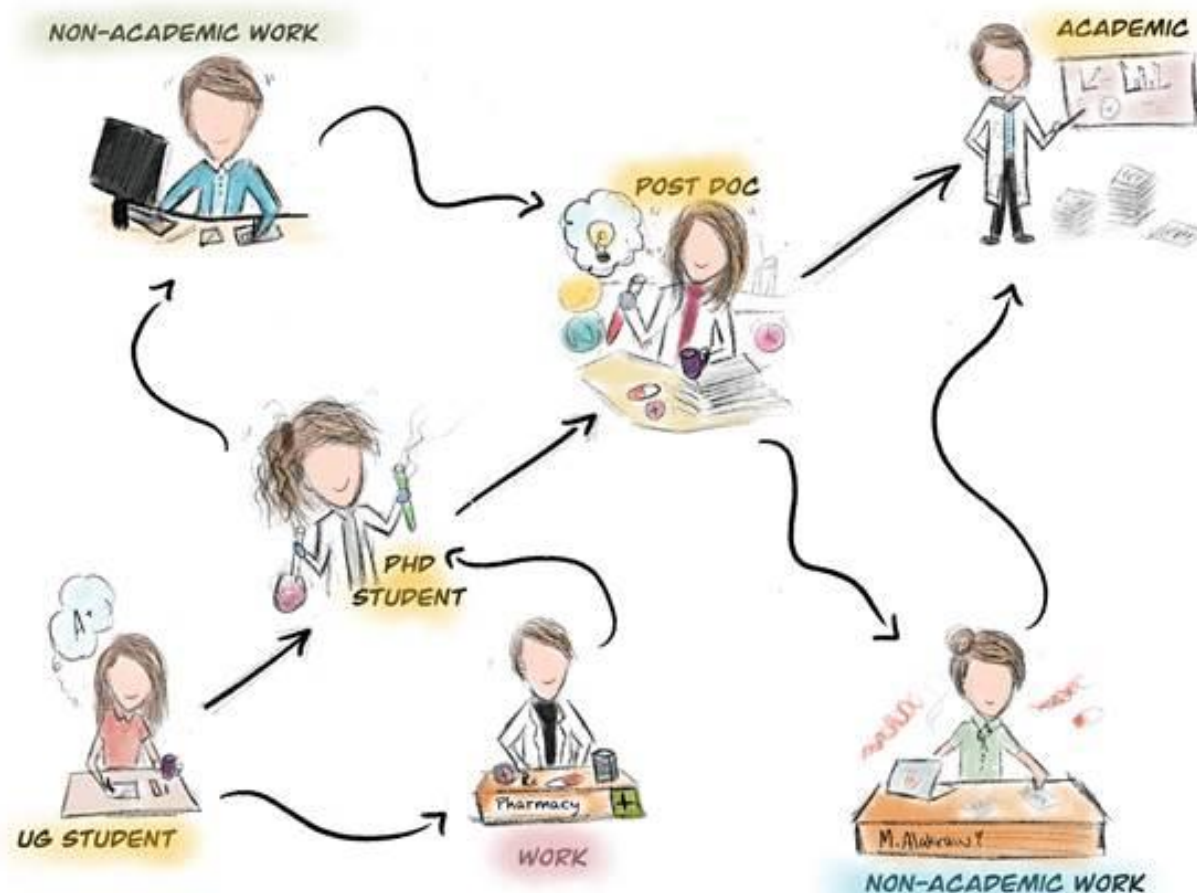 NON-ACADEMIC WORK
ACADEMIC
POST DOC
PHD
STUDENT
A+
UG STUDENT
Pharmacy
WORK
NON-ACADEMIC WORK